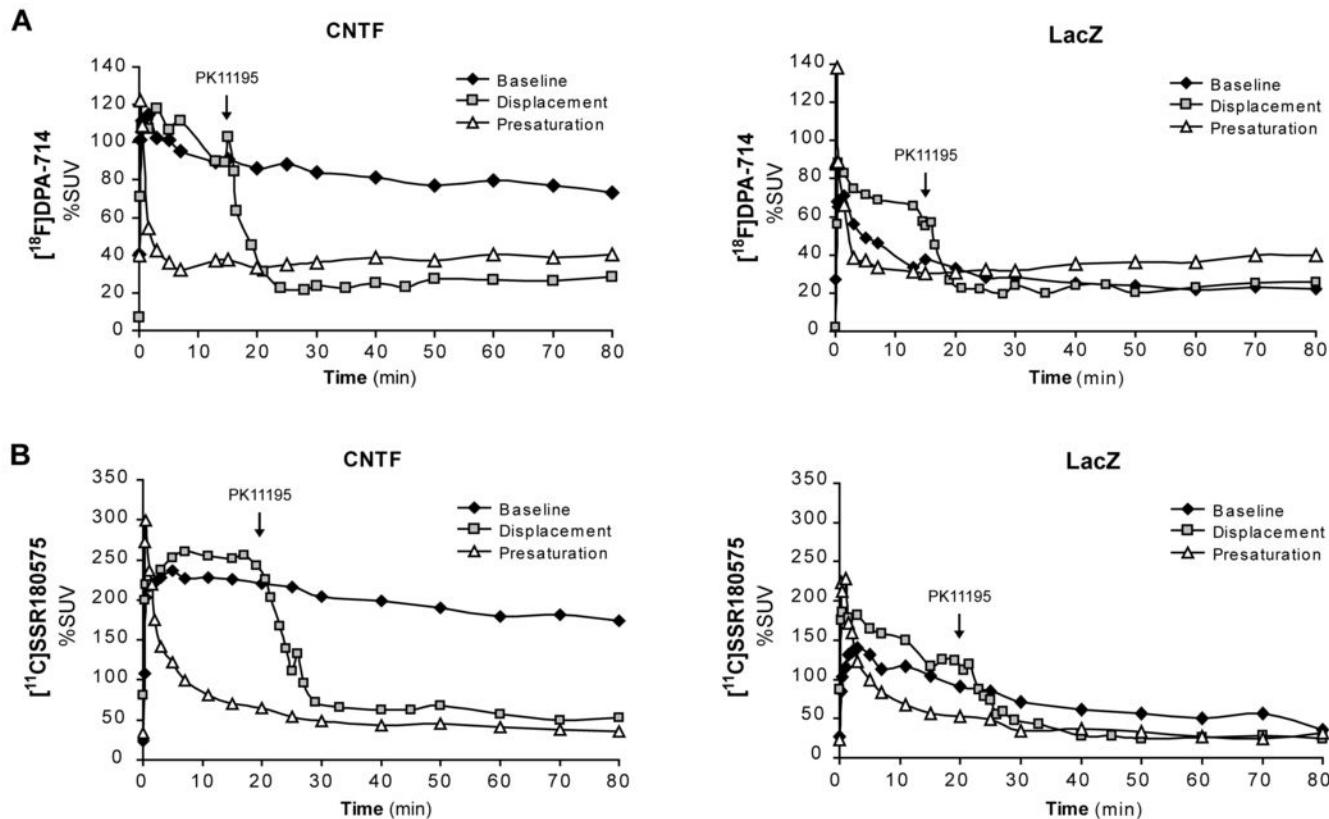 A
CNTF
LacZ
[18F]DPA-714
%SUV
140
120
100
80
60
40
20
0
PK11195
Baseline
Displacement
Presaturation
0 10 20 30 40 50 60 70 80
Time (min)
[18F]DPA-714
%SUV
140
120
100
80
60
40
20
0
PK11195
Baseline
Displacement
Presaturation
0 10 20 30 40 50 60 70 80
Time (min)
B
CNTF
LacZ
[11C]SSR180575
%SUV
350
300
250
200
150
100
50
0
PK11195
Baseline
Displacement
Presaturation
0 10 20 30 40 50 60 70 80
Time (min)
[11C]SSR180575
%SUV
350
300
250
200
150
100
50
0
PK11195
Baseline
Displacement
Presaturation
0 10 20 30 40 50 60 70 80
Time (min)